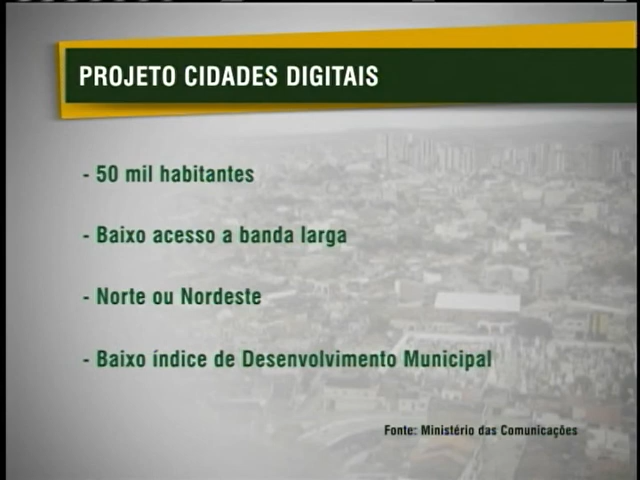 PROJETO CIDADES DIGITAIS
- 50 mil habitantes
- Baixo acesso a banda larga
- Norte ou Nordeste
- Baixo índice de Desenvolvimento Municipal
Fonte: Ministério das Comunicações